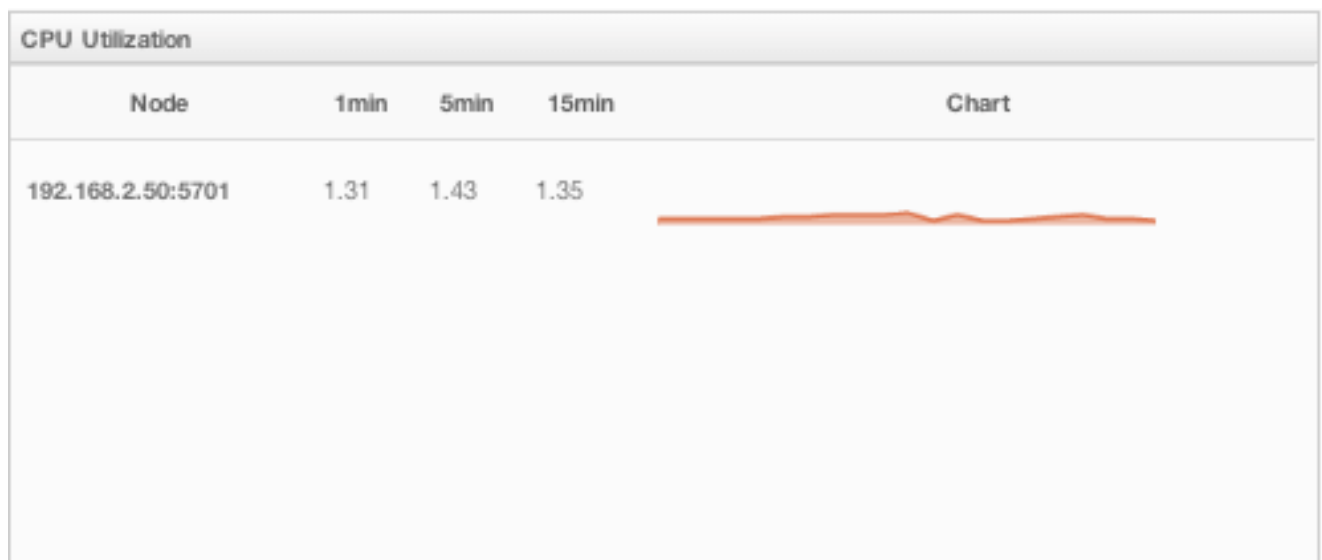 CPU Utilization
Node 1min 5min 15min Chart
192.168.2.50:5701 1.31 1.43 1.35